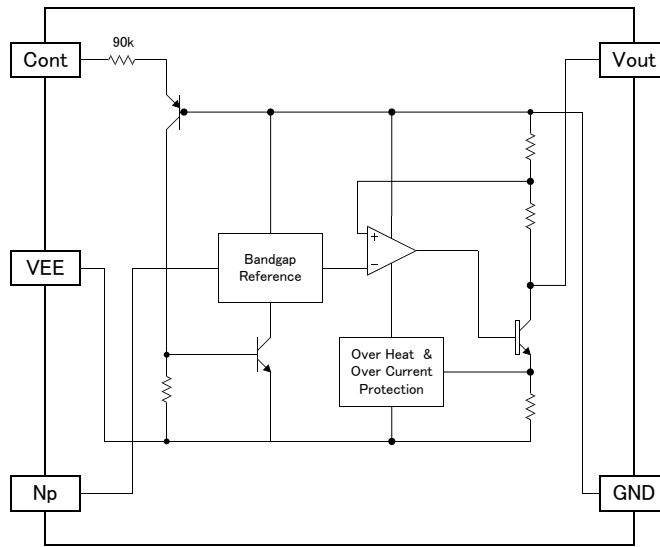 Cont
90k
Vout
VEE
Bandgap
Reference
+
−
Over Heat &
Over Current
Protection
Np
GND